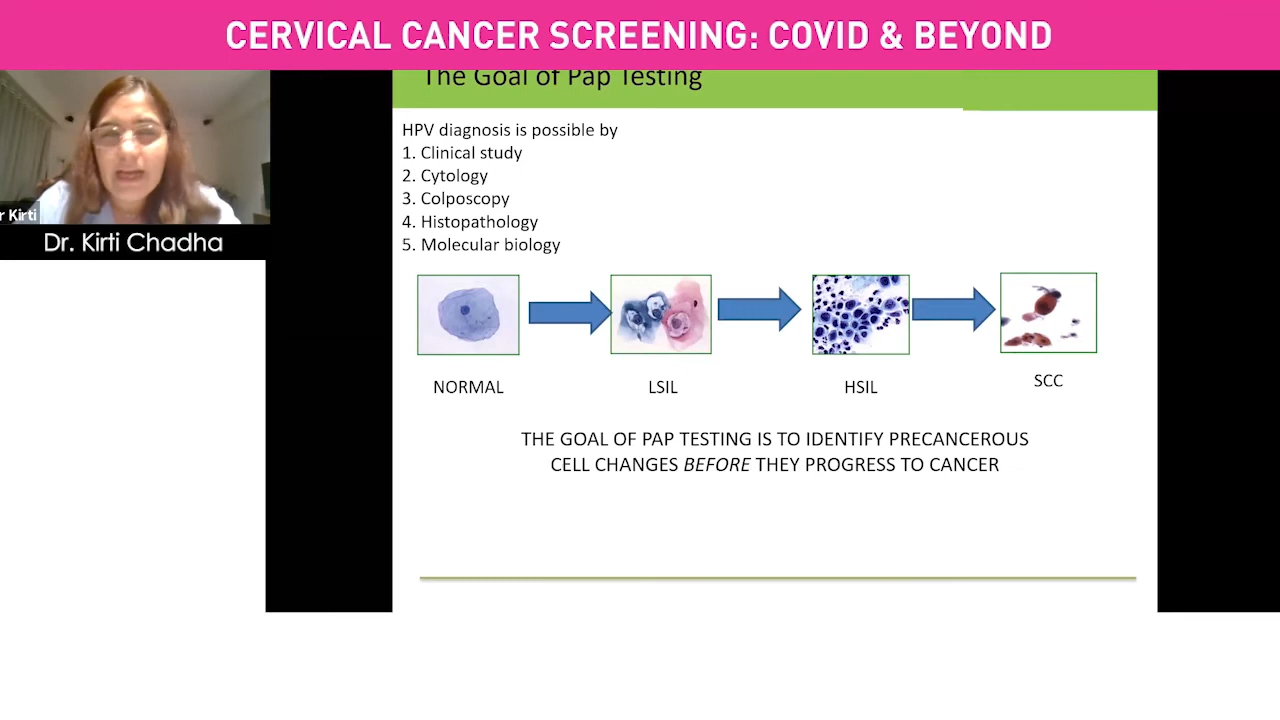 CERVICAL CANCER SCREENING: COVID & BEYOND
The Goal of Pap Testing
r Kirti
Dr. Kirti Chadha
HPV diagnosis is possible by
1. Clinical study
2. Cytology
3. Colposcopy
4. Histopathology
5. Molecular biology
NORMAL
LSIL
HSIL
SCC
THE GOAL OF PAP TESTING IS TO IDENTIFY PRECANCEROUS
CELL CHANGES BEFORE THEY PROGRESS TO CANCER